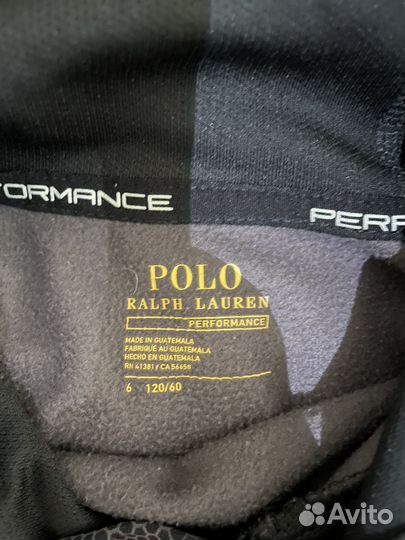 FORMANCE
PERF
POLO
RALPH LAUREN
PERFORMANCE
MADE IN GUATEMALA
FABRIQUÉ AU GUATEMALA
HECHO EN GUATEMALA
RN 41381 / CA 56658
6 120/60
Avito